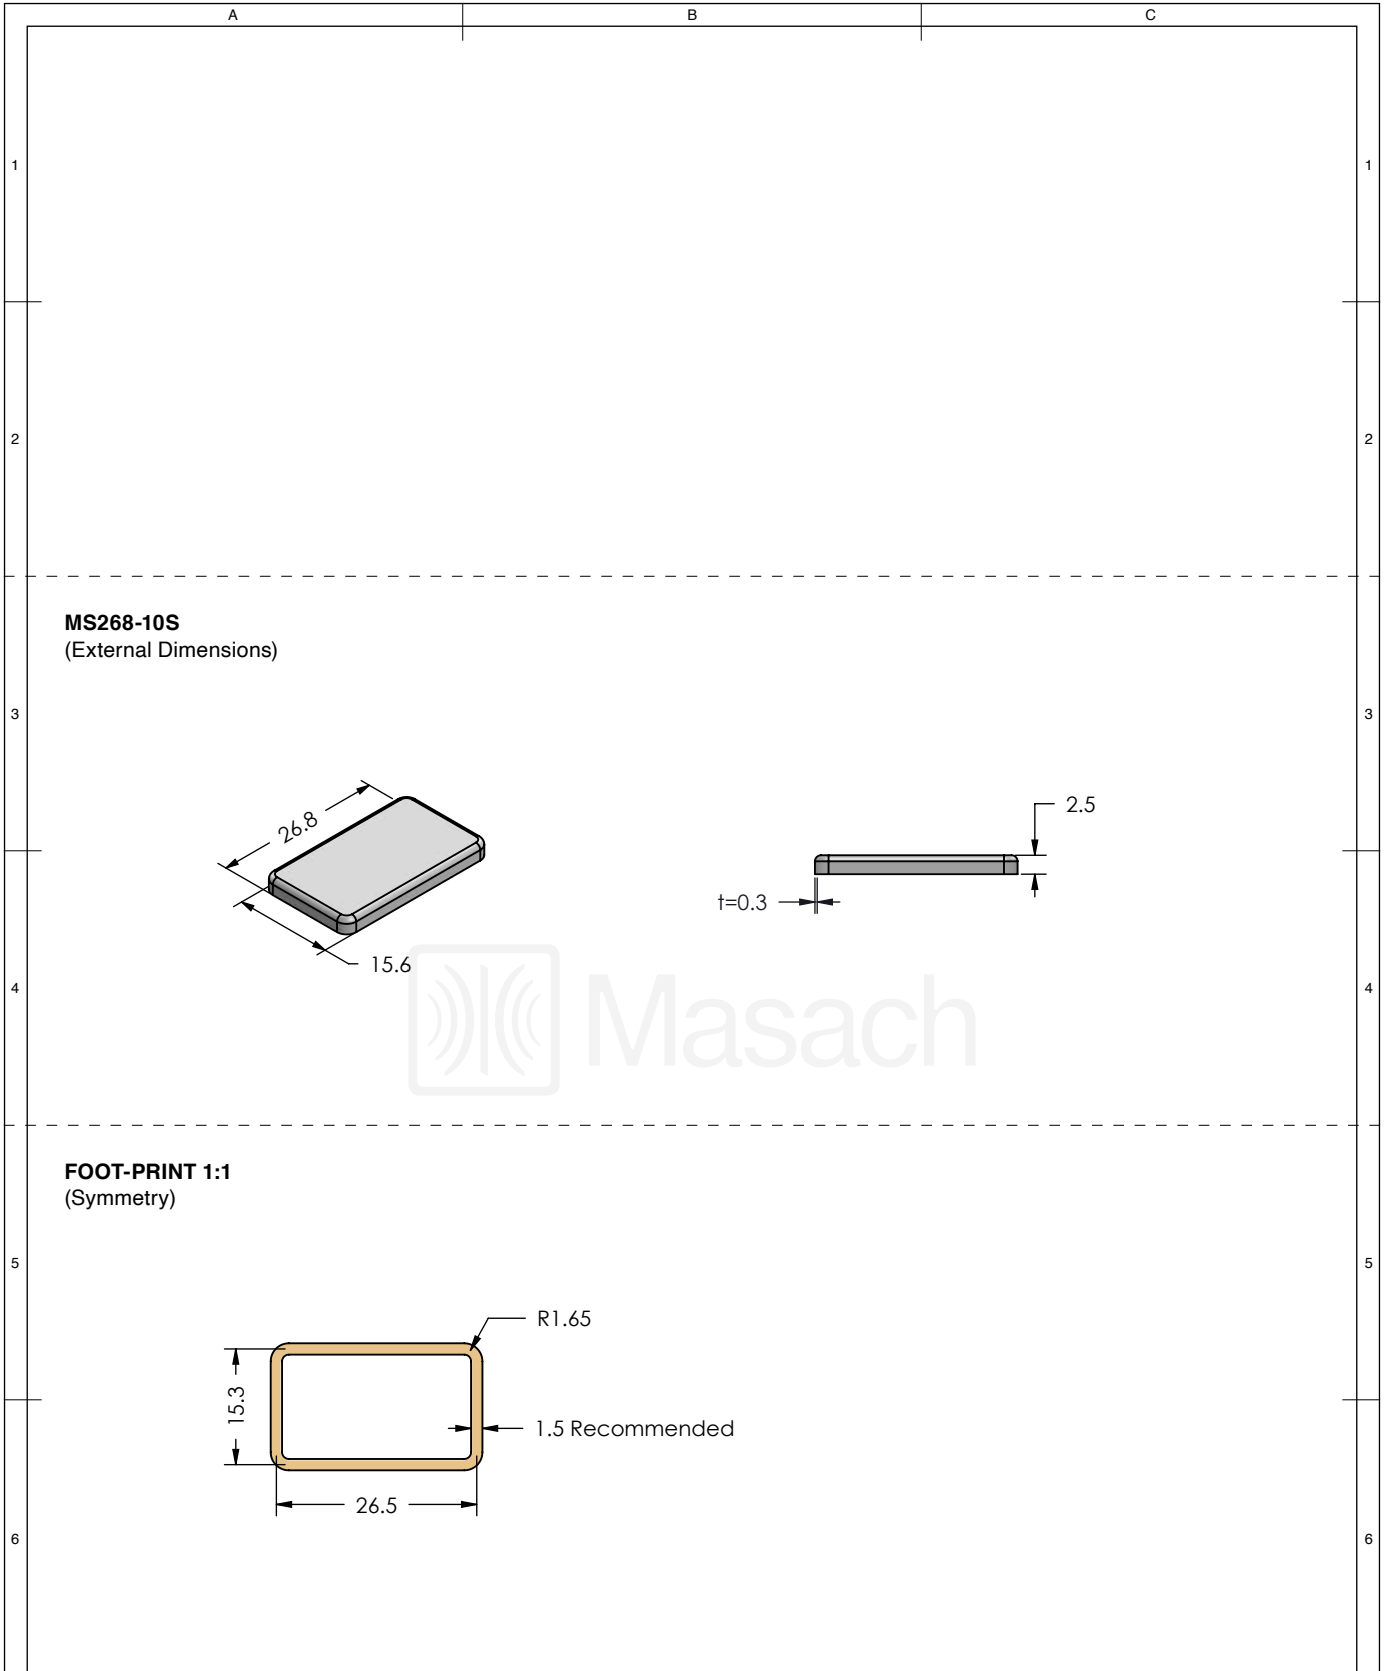 A
B
C
1
1
2
2
MS268-10S
(External Dimensions)
3
3
26.8
2.5
t=0.3
15.6
Masach
4
4
FOOT-PRINT 1:1
(Symmetry)
5
5
R1.65
15.3
1.5 Recommended
26.5
6
6